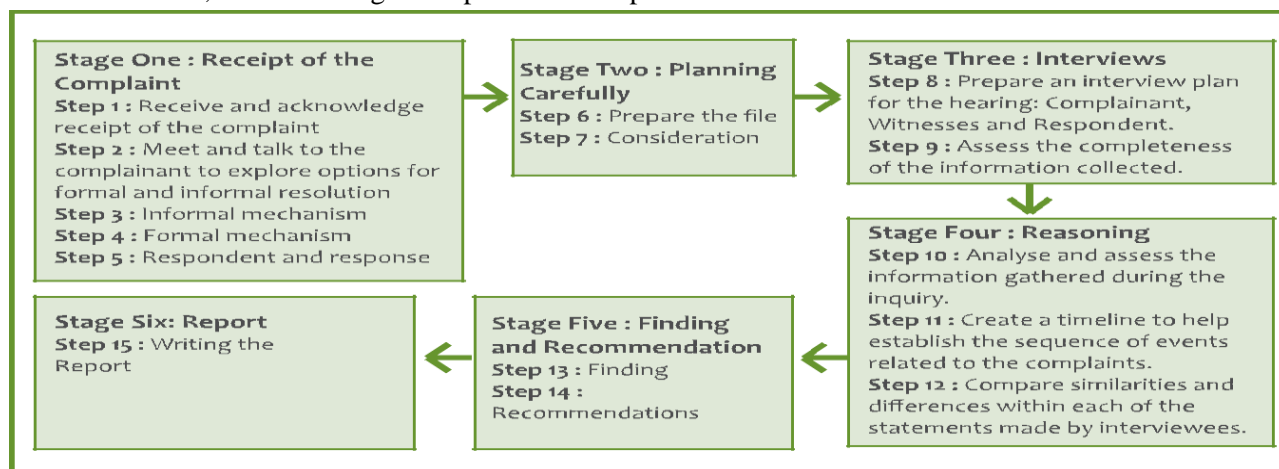 Stage One : Receipt of the
Complaint
Step 1 : Receive and acknowledge
receipt of the complaint
Step 2 : Meet and talk to the
complainant to explore options for
formal and informal resolution
Step 3 : Informal mechanism
Step 4 : Formal mechanism
Step 5 : Respondent and response
Stage Two : Planning
Carefully
Step 6 : Prepare the file
Step 7 : Consideration
Stage Three : Interviews
Step 8 : Prepare an interview plan
for the hearing: Complainant,
Witnesses and Respondent.
Step 9 : Assess the completeness
of the information collected.
Stage Four : Reasoning
Step 10 : Analyse and assess the
information gathered during the
inquiry.
Step 11 : Create a timeline to help
establish the sequence of events
related to the complaints.
Step 12 : Compare similarities and
differences within each of the
statements made by interviewees.
Stage Five : Finding
and Recommendation
Step 13 : Finding
Step 14 :
Recommendations
Stage Six: Report
Step 15 : Writing the
Report